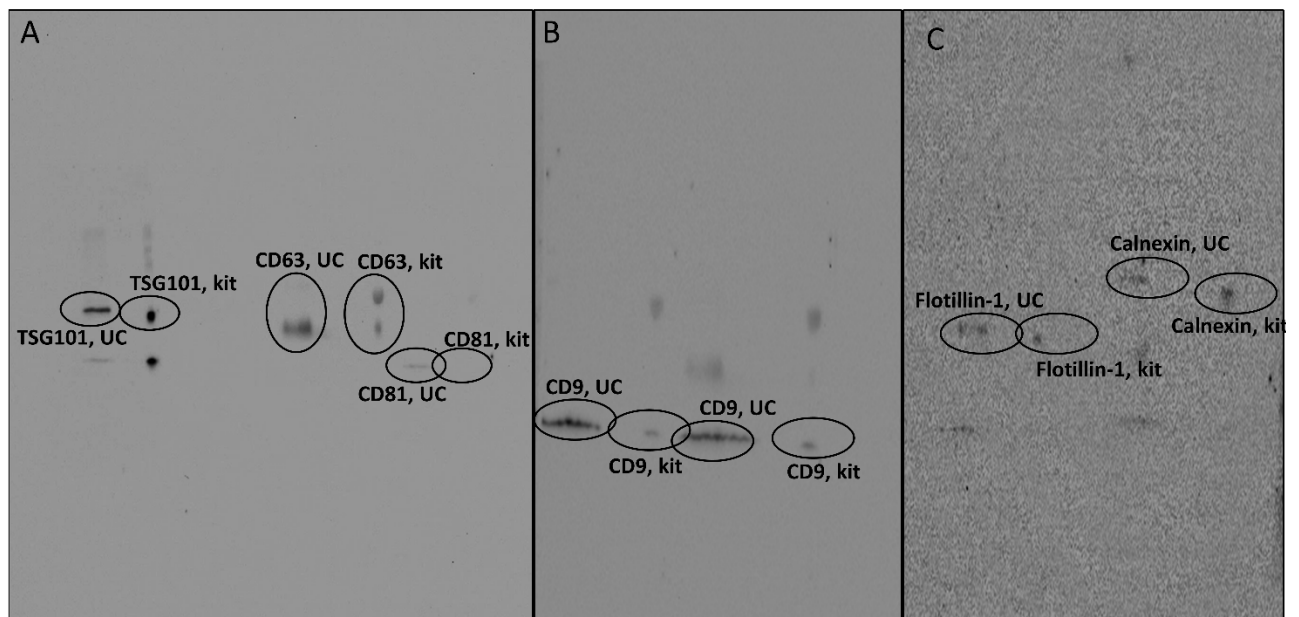 A
TSG101, UC
TSG101, kit
CD63, UC
CD63, kit
CD81, UC
CD81, kit
B
CD9, UC
CD9, kit
CD9, UC
CD9, kit
C
Flotillin-1, UC
Flotillin-1, kit
Calnexin, UC
Calnexin, kit